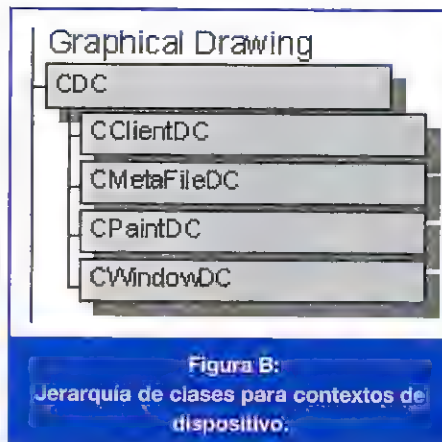 Graphical Drawing
CDC
CClientDC
CMetaFileDC
CPaintDC
CWindowDC
Figura B:
Jerarquía de clases para contextos de
dispositivo.